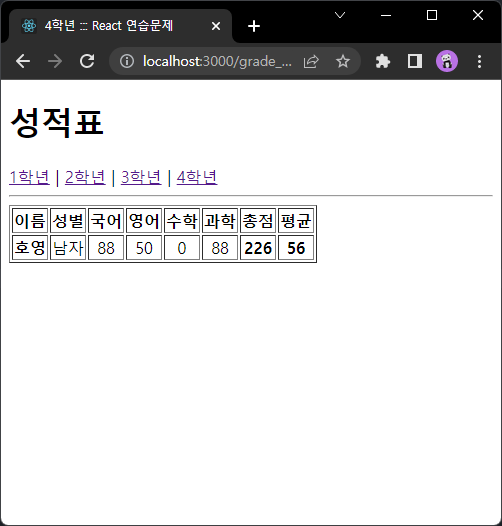 4학년 ::: React 연습문제
localhost:3000/grade_...
성적표
1학년 | 2학년 | 3학년 | 4학년
이름 성별 국어 영어 수학 과학 총점 평균
호영 남자 88 50 0 88 226 56